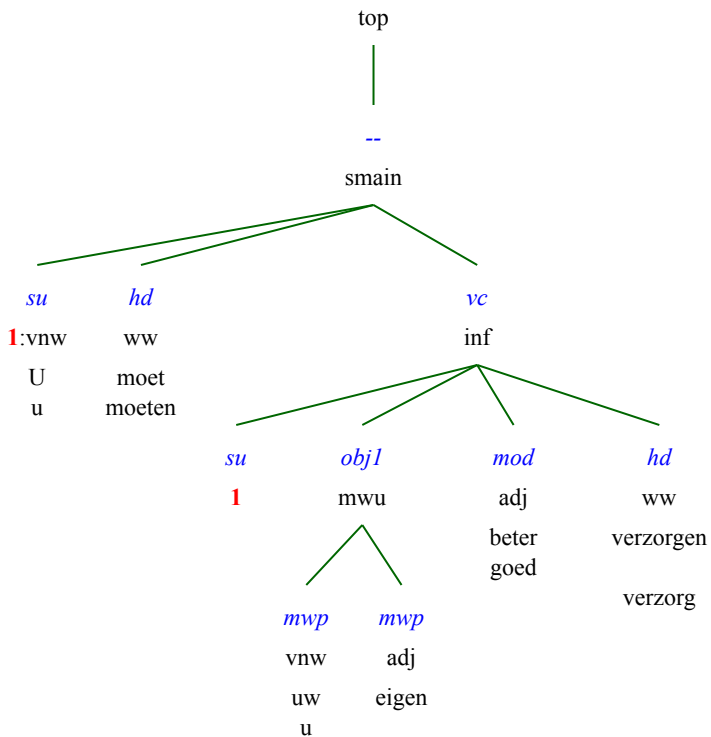 top
--
smain
su hd vc
1:vnw ww inf
U moet
u moeten
su obj1 mod hd
1 mwu adj ww
beter verzorgen
goed
verzorg
mwp mwp
vnw adj
uw eigen
u